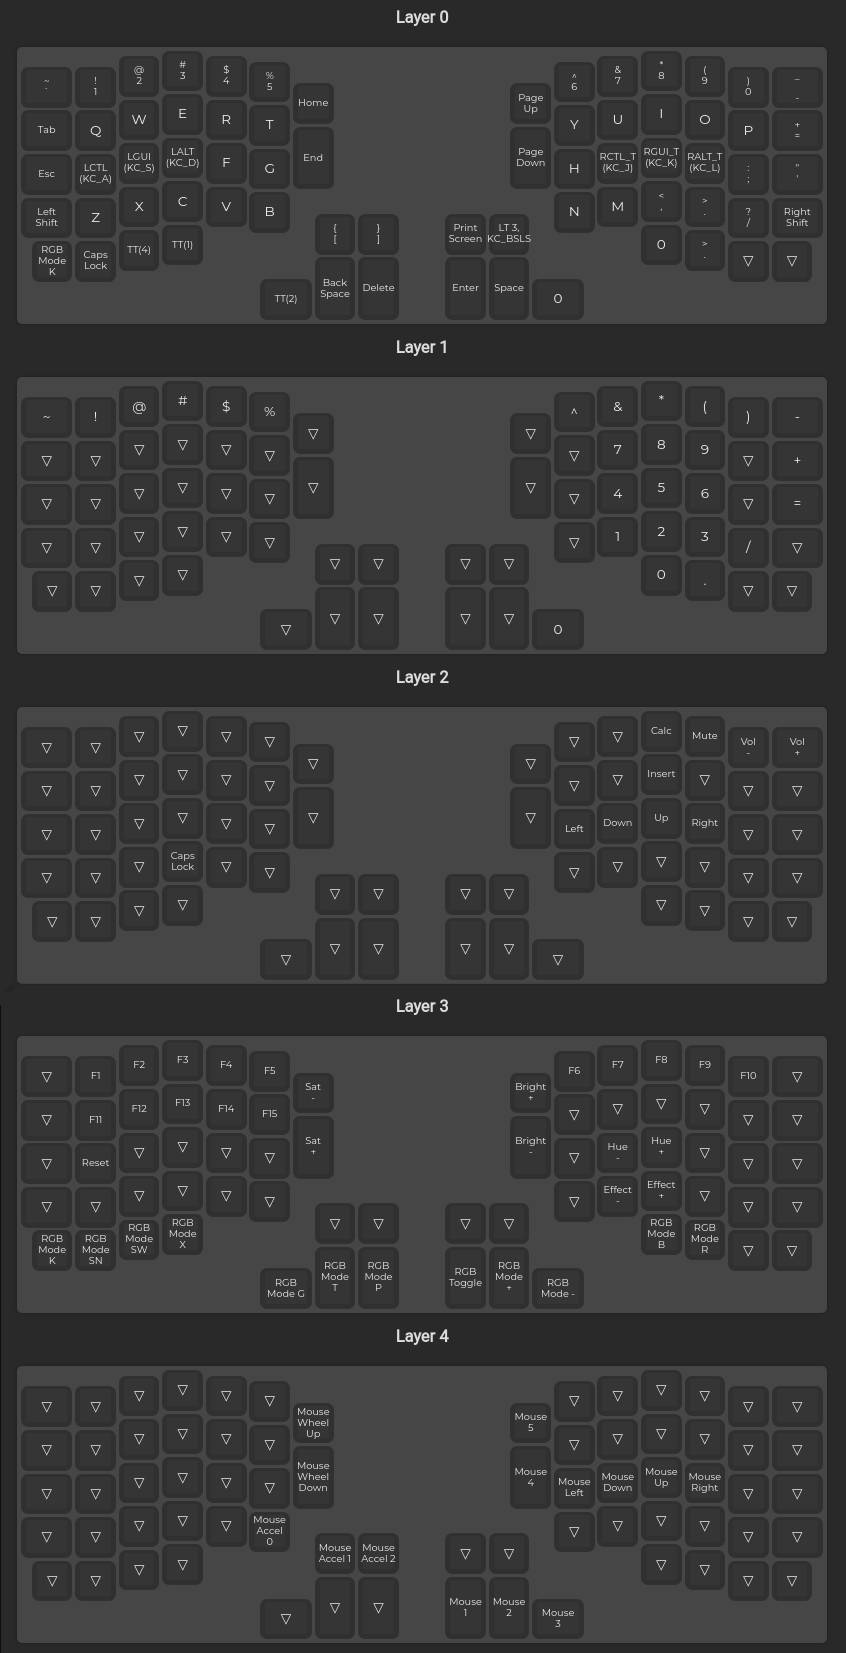 Layer 0
~ ! @ # $ % ^ & * ( ) _
` 1 2 3 4 5 Home Page Up 6 7 8 9 0 -
Tab Q W E R T Y U I O P +
=
Esc LCTL (KC_A) LGUI (KC_S) LALT (KC_D) F G End Page Down H RCTL_T (KC_J) RGUI_T (KC_K) RALT_T (KC_L) : "
; '
Left Shift Z X C V B N M < > ? Right Shift
, . /
RGB Mode K Caps Lock TT(4) TT(1) { } Print Screen LT 3, KC_BSLS 0 > ▽ ▽
[ ] .
TT(2) Back Space Delete Enter Space 0
Layer 1
~ ! @ # $ % ▽ ▽ ^ & * ( ) -
▽ ▽ ▽ ▽ ▽ ▽ ▽ 7 8 9 ▽ +
▽ ▽ ▽ ▽ ▽ ▽ ▽ ▽ ▽ 4 5 6 ▽ =
▽ ▽ ▽ ▽ ▽ ▽ ▽ 1 2 3 / ▽
▽ ▽ ▽ ▽ ▽ ▽ ▽ ▽ 0 . ▽ ▽
▽ ▽ ▽ ▽ ▽ 0
Layer 2
▽ ▽ ▽ ▽ ▽ ▽ ▽ ▽ ▽ ▽ Calc Mute Vol - Vol +
▽ ▽ ▽ ▽ ▽ ▽ ▽ ▽ Insert ▽ ▽ ▽
▽ ▽ ▽ ▽ ▽ ▽ ▽ ▽ Left Down Up Right ▽ ▽
▽ ▽ ▽ Caps Lock ▽ ▽ ▽ ▽ ▽ ▽ ▽ ▽
▽ ▽ ▽ ▽ ▽ ▽ ▽ ▽ ▽ ▽ ▽ ▽
▽ ▽ ▽ ▽ ▽ ▽
Layer 3
▽ F1 F2 F3 F4 F5 Sat - Bright + F6 F7 F8 F9 F10 ▽
▽ F11 F12 F13 F14 F15 ▽ ▽ ▽ ▽ ▽ ▽
▽ Reset ▽ ▽ ▽ ▽ Sat + Bright - ▽ Hue - Hue + ▽ ▽ ▽
▽ ▽ ▽ ▽ ▽ ▽ ▽ Effect - Effect + ▽ ▽ ▽
RGB Mode K RGB Mode SN RGB Mode SW RGB Mode X ▽ ▽ ▽ ▽ RGB Mode B RGB Mode R ▽ ▽
RGB Mode G RGB Mode T RGB Mode P RGB Toggle RGB Mode + RGB Mode -
Layer 4
▽ ▽ ▽ ▽ ▽ ▽ Mouse Wheel Up Mouse 5 ▽ ▽ ▽ ▽ ▽ ▽
▽ ▽ ▽ ▽ ▽ ▽ ▽ ▽ ▽ ▽ ▽ ▽
▽ ▽ ▽ ▽ ▽ ▽ Mouse Wheel Down Mouse 4 Mouse Left Mouse Down Mouse Up Mouse Right ▽ ▽
▽ ▽ ▽ ▽ ▽ Mouse Accel 0 ▽ ▽ ▽ ▽ ▽ ▽
▽ ▽ ▽ ▽ Mouse Accel 1 Mouse Accel 2 ▽ ▽ ▽ ▽ ▽ ▽
▽ ▽ ▽ Mouse 1 Mouse 2 Mouse 3